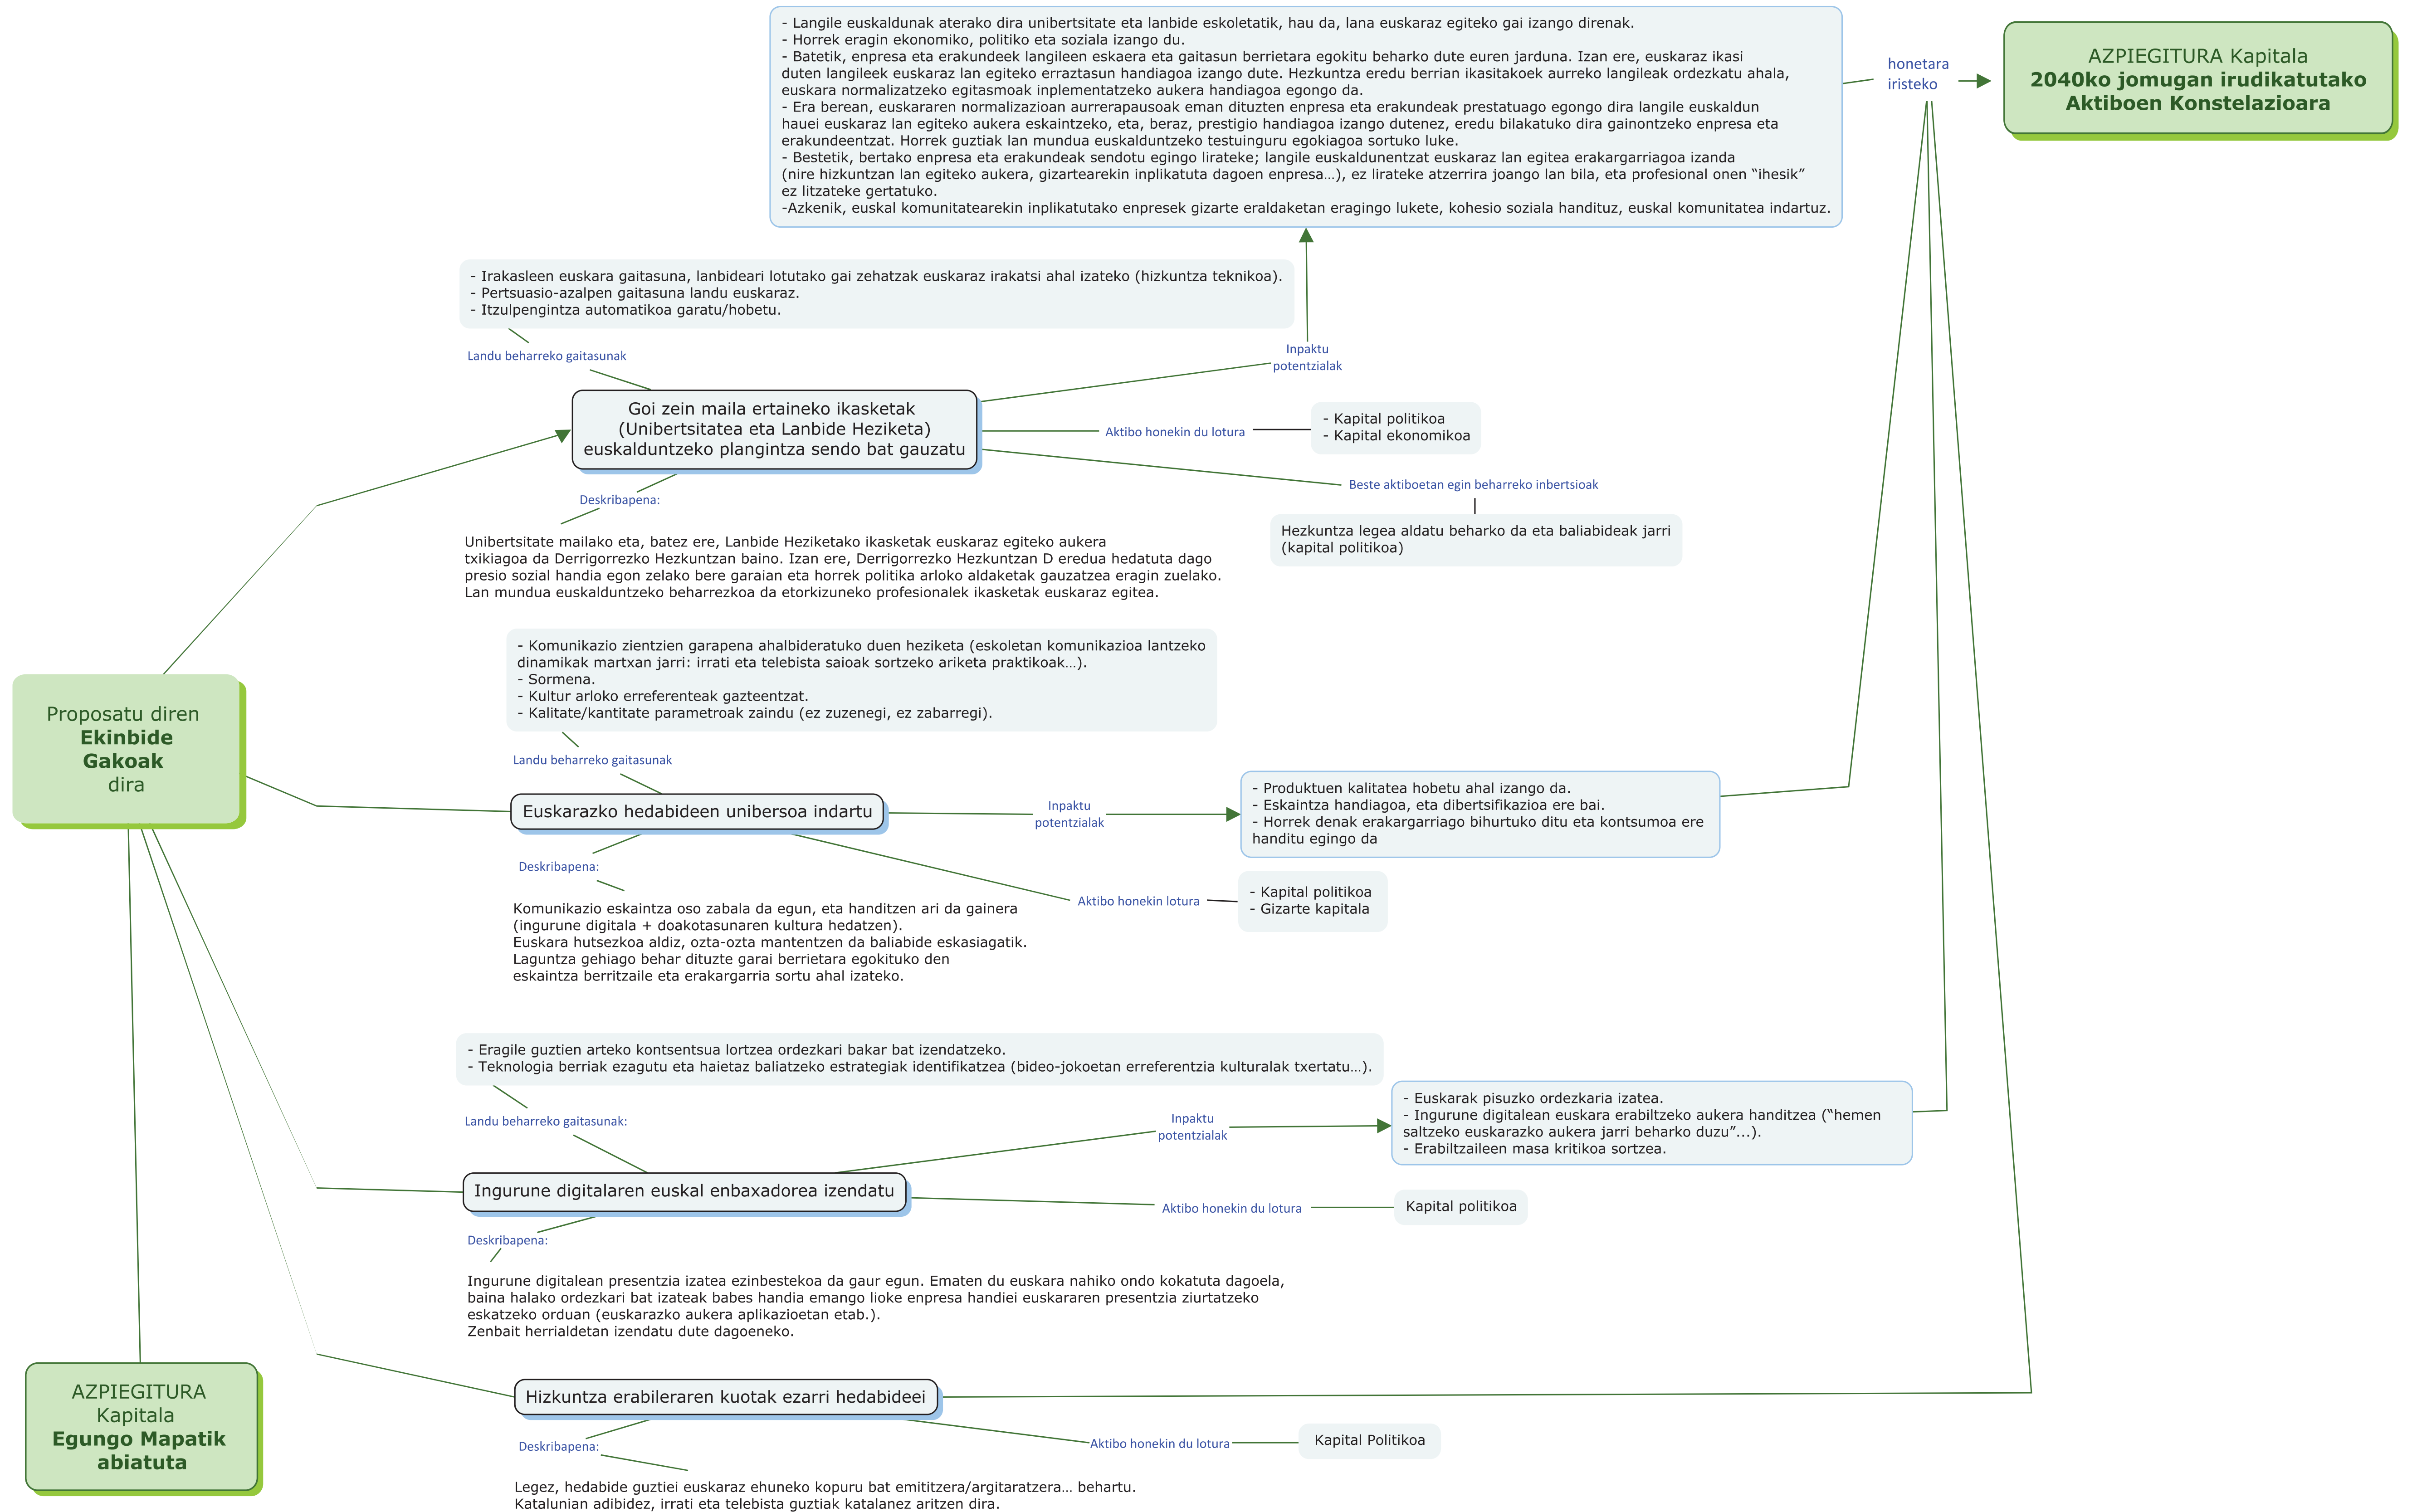 - Langile euskaldunak aterako dira unibertsitate eta lanbide eskoletatik, hau da, lana euskaraz egiteko gai izango direnak.
- Horrek eragin ekonomiko, politiko eta soziala izango du.
- Batetik, enpresa eta erakundeek langileen eskaera eta gaitasun berrietara egokitu beharko dute euren jarduna. Izan ere, euskaraz ikasi
duten langileek euskaraz lan egiteko erraztasun handiagoa izango dute. Hezkuntza eredu berrian ikasitakoek aurreko langileak ordezkatu ahala,
euskara normalizatzeko egitasmoak inplementatzeko aukera handiagoa egongo da.
- Era berean, euskararen normalizazioan aurrerapausoak eman dituzten enpresa eta erakundeak prestatuago egongo dira langile euskaldun
hauei euskaraz lan egiteko aukera eskaintzeko, eta, beraz, prestigio handiagoa izango dutenez, eredu bilakatuko dira gainontzeko enpresa eta
erakundeentzat. Horrek guztiak lan mundua euskalduntzeko testuinguru egokiagoa sortuko luke.
- Bestetik, bertako enpresa eta erakundeak sendotu egingo lirateke; langile euskaldunentzat euskaraz lan egitea erakargarriagoa izanda
(nire hizkuntzan lan egiteko aukera, gizartearekin inplikatuta dagoen enpresa…), ez lirateke atzerrira joango lan bila, eta profesional onen “ihesik”
ez litzateke gertatuko.
-Azkenik, euskal komunitatearekin inplikatutako enpresek gizarte eraldaketan eragingo lukete, kohesio soziala handituz, euskal komunitatea indartuz.
honetara
iristeko
AZPIEGITURA Kapitala
2040ko jomugan irudikatutako
Aktiboen Konstelazioara
- Irakasleen euskara gaitasuna, lanbideari lotutako gai zehatzak euskaraz irakatsi ahal izateko (hizkuntza teknikoa).
- Pertsuasio-azalpen gaitasuna landu euskaraz.
- Itzulpengintza automatikoa garatu/hobetu.
Landu beharreko gaitasunak
Inpaktu
potentzialak
Goi zein maila ertaineko ikasketak
(Unibertsitatea eta Lanbide Heziketa)
euskalduntzeko plangintza sendo bat gauzatu
Aktibo honekin du lotura
- Kapital politikoa
- Kapital ekonomikoa
Beste aktiboetan egin beharreko inbertsioak
Hezkuntza legea aldatu beharko da eta baliabideak jarri
(kapital politikoa)
Deskribapena:
Unibertsitate mailako eta, batez ere, Lanbide Heziketako ikasketak euskaraz egiteko aukera
txikiagoa da Derrigorrezko Hezkuntzan baino. Izan ere, Derrigorrezko Hezkuntzan D eredua hedatuta dago
presio sozial handia egon zelako bere garaian eta horrek politika arloko aldaketak gauzatzea eragin zuelako.
Lan mundua euskalduntzeko beharrezkoa da etorkizuneko profesionalek ikasketak euskaraz egitea.
Proposatu diren
Ekinbide
Gakoak
dira
- Komunikazio zientzien garapena ahalbideratuko duen heziketa (eskoletan komunikazioa lantzeko
dinamikak martxan jarri: irrati eta telebista saioak sortzeko ariketa praktikoak…).
- Sormena.
- Kultur arloko erreferenteak gazteentzat.
- Kalitate/kantitate parametroak zaindu (ez zuzenegi, ez zabarregi).
Landu beharreko gaitasunak
Euskarazko hedabideen unibersoa indartu
Inpaktu
potentzialak
- Produktuen kalitatea hobetu ahal izango da.
- Eskaintza handiagoa, eta dibertsifikazioa ere bai.
- Horrek denak erakargarriago bihurtuko ditu eta kontsumoa ere
handitu egingo da
Deskribapena:
Aktibo honekin lotura
- Kapital politikoa
- Gizarte kapitala
Komunikazio eskaintza oso zabala da egun, eta handitzen ari da gainera
(ingurune digitala + doakotasunaren kultura hedatzen).
Euskara hutsezkoa aldiz, ozta-ozta mantentzen da baliabide eskasiagatik.
Laguntza gehiago behar dituzte garai berrietara egokituko den
eskaintza berritzaile eta erakargarria sortu ahal izateko.
- Eragile guztien arteko kontsentsua lortzea ordezkari bakar bat izendatzeko.
- Teknologia berriak ezagutu eta haietaz baliatzeko estrategiak identifikatzea (bideo-jokoetan erreferentzia kulturalak txertatu…).
Landu beharreko gaitasunak:
Inpaktu
potentzialak
- Euskarak pisuzko ordezkaria izatea.
- Ingurune digitalean euskara erabiltzeko aukera handitzea (“hemen
saltzeko euskarazko aukera jarri beharko duzu”...).
- Erabiltzaileen masa kritikoa sortzea.
Ingurune digitalaren euskal enbaxadorea izendatu
Aktibo honekin du lotura
Kapital politikoa
Deskribapena:
Ingurune digitalean presentzia izatea ezinbestekoa da gaur egun. Ematen du euskara nahiko ondo kokatuta dagoela,
baina halako ordezkari bat izateak babes handia emango lioke enpresa handiei euskararen presentzia ziurtatzeko
eskatzeko orduan (euskarazko aukera aplikazioetan etab.).
Zenbait herrialdetan izendatu dute dagoeneko.
AZPIEGITURA
Kapitala
Egungo Mapatik
abiatuta
Hizkuntza erabileraren kuotak ezarri hedabideei
Deskribapena:
Aktibo honekin du lotura
Kapital Politikoa
Legez, hedabide guztiei euskaraz ehuneko kopuru bat emititzera/argitaratzera… behartu.
Katalunian adibidez, irrati eta telebista guztiak katalanez aritzen dira.